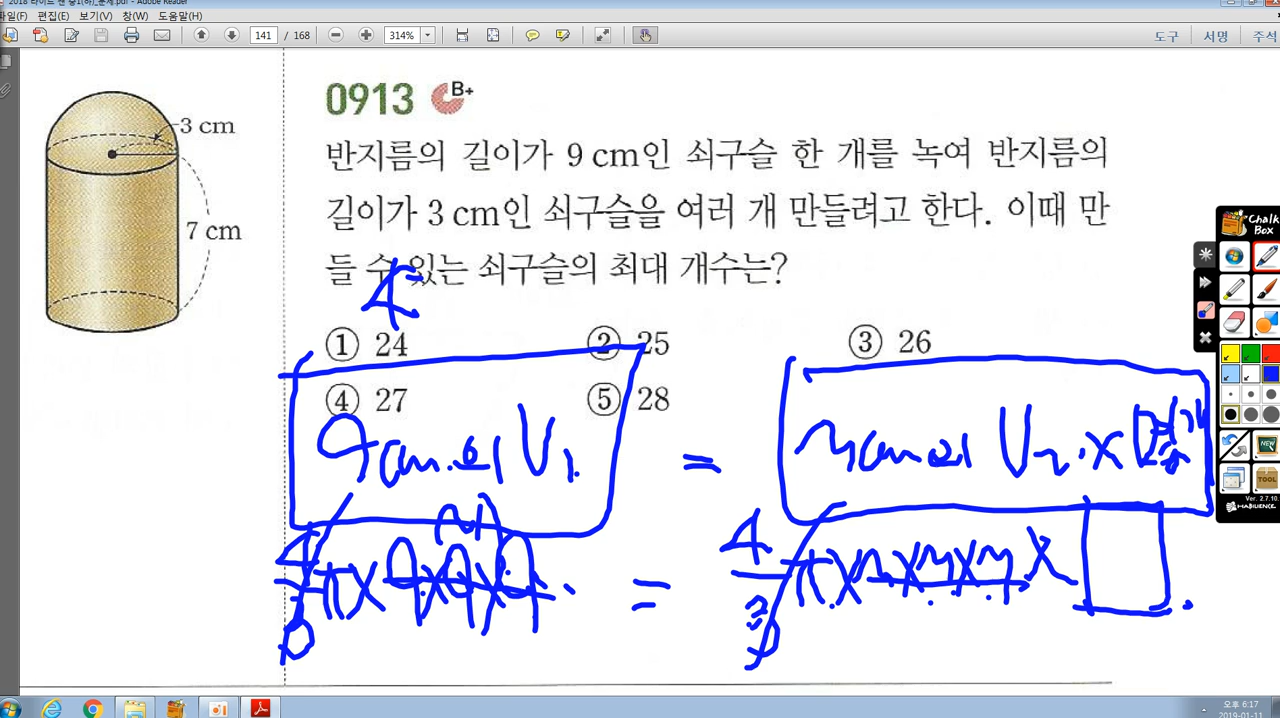 2018 라이트 쎈 중1(하)_문제.pdf - Adobe Reader
파일(F) 편집(E) 보기(V) 창(W) 도움말(H)
141 / 168 314% 도구 서명 주석
3 cm
7 cm
0913 B+
반지름의 길이가 9 cm인 쇠구슬 한 개를 녹여 반지름의
길이가 3 cm인 쇠구슬을 여러 개 만들려고 한다. 이때 만
들 수 있는 쇠구슬의 최대 개수는?
① 24 ② 25 ③ 26
④ 27 ⑤ 28
9cm의 V₁ = 3cm의 V₂ ×
4/3 π × 9 × 9 × 9 = 4/3 π × 3 × 3 × 3 × □
Chalk Box
NEW
TOOL
Ver. 2.7.10
HABILIENCE
오후 6:17
2019-01-11